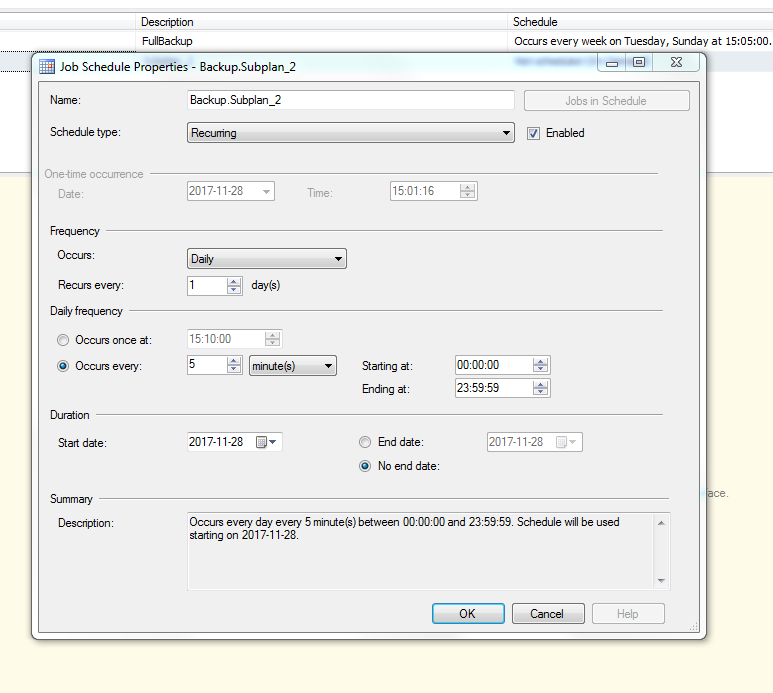 Description Schedule
FullBackup Occurs every week on Tuesday, Sunday at 15:05:00.
Job Schedule Properties - Backup.Subplan_2
Name: Backup.Subplan_2 Jobs in Schedule
Schedule type: Recurring Enabled
One-time occurrence
Date: 2017-11-28 Time: 15:01:16
Frequency
Occurs: Daily
Recurs every: 1 day(s)
Daily frequency
Occurs once at: 15:10:00
Occurs every: 5 minute(s) Starting at: 00:00:00
Ending at: 23:59:59
Duration
Start date: 2017-11-28 End date: 2017-11-28
No end date:
ace.
Summary
Description: Occurs every day every 5 minute(s) between 00:00:00 and 23:59:59. Schedule will be used
starting on 2017-11-28.
OK Cancel Help